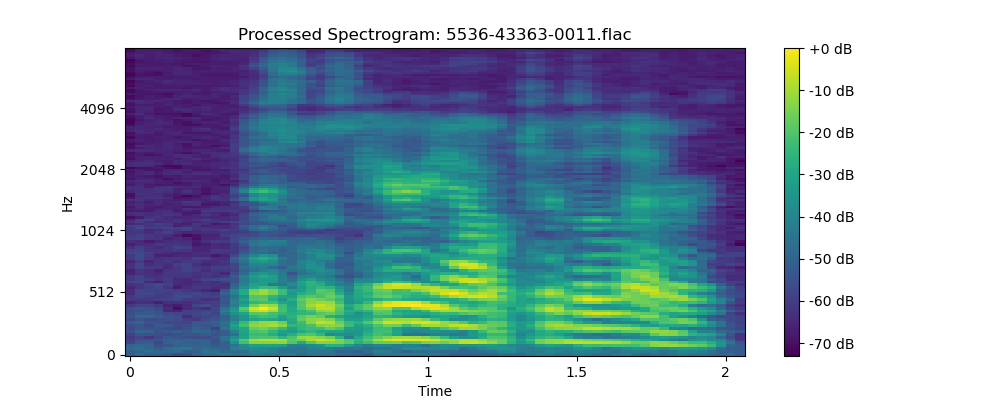 Processed Spectrogram: 5536-43363-0011.flac
Hz
4096
2048
1024
512
0
0
0.5
1
1.5
2
Time
+0 dB
-10 dB
-20 dB
-30 dB
-40 dB
-50 dB
-60 dB
-70 dB